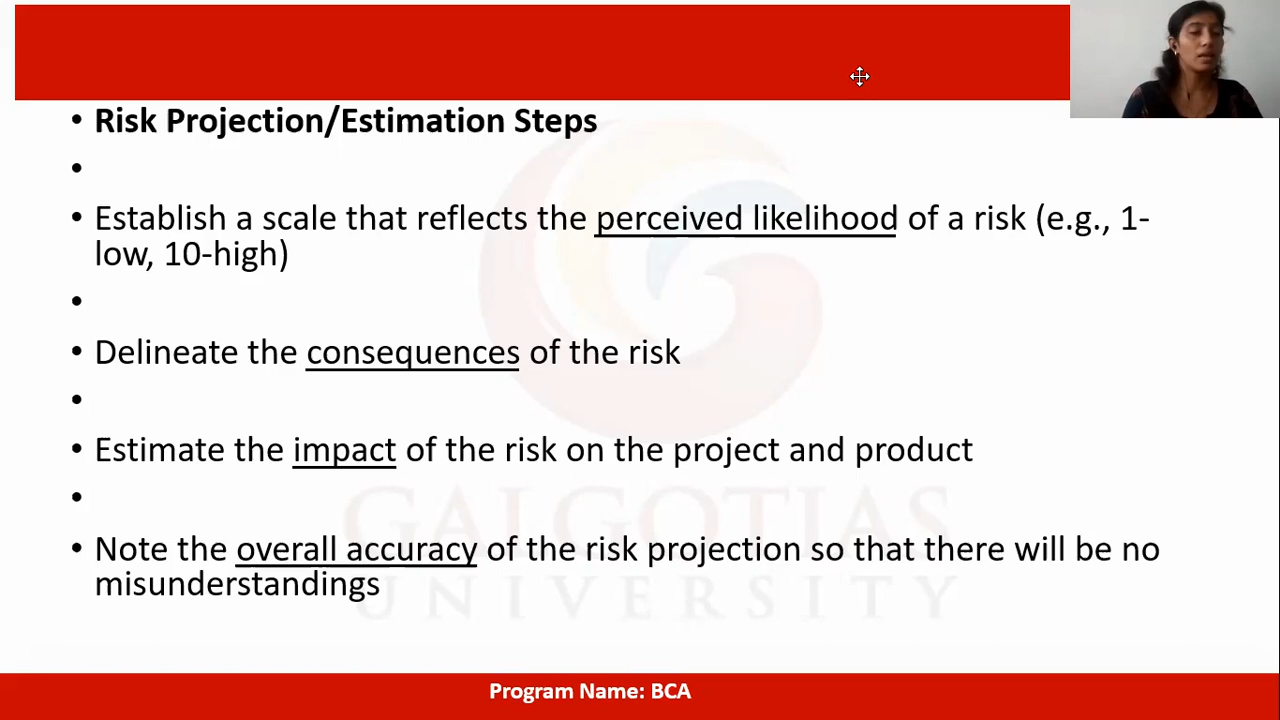 • Risk Projection/Estimation Steps
•
• Establish a scale that reflects the perceived likelihood of a risk (e.g., 1-
low, 10-high)
•
• Delineate the consequences of the risk
•
• Estimate the impact of the risk on the project and product
•
GALGOTIAS
• Note the overall accuracy of the risk projection so that there will be no
misunderstandings
UNIVERSITY
Program Name: BCA